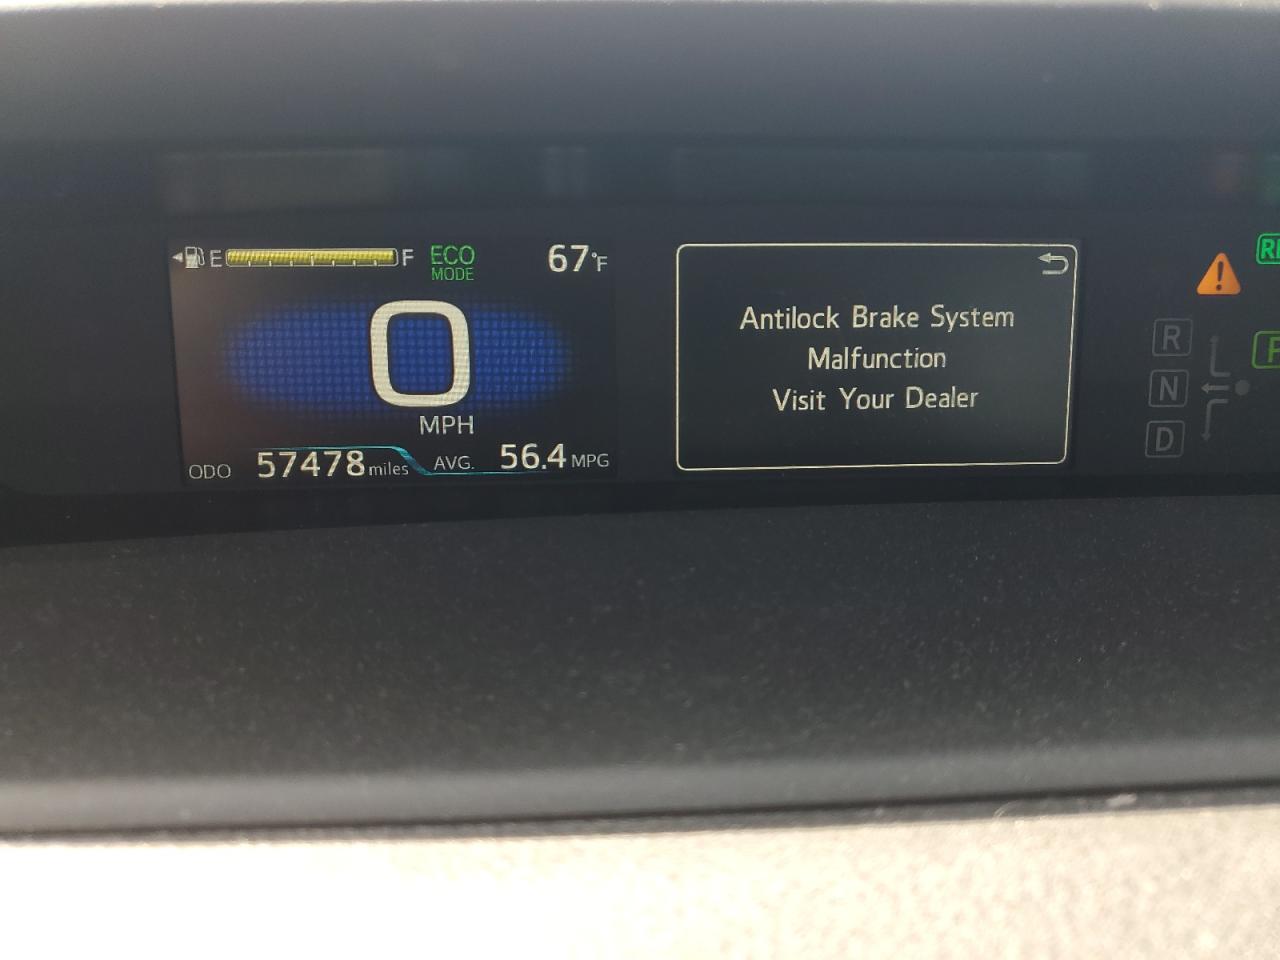 E F ECO MODE 67°F
0
MPH
ODO 57478 miles AVG. 56.4 MPG
Antilock Brake System
Malfunction
Visit Your Dealer
!
R
N
D